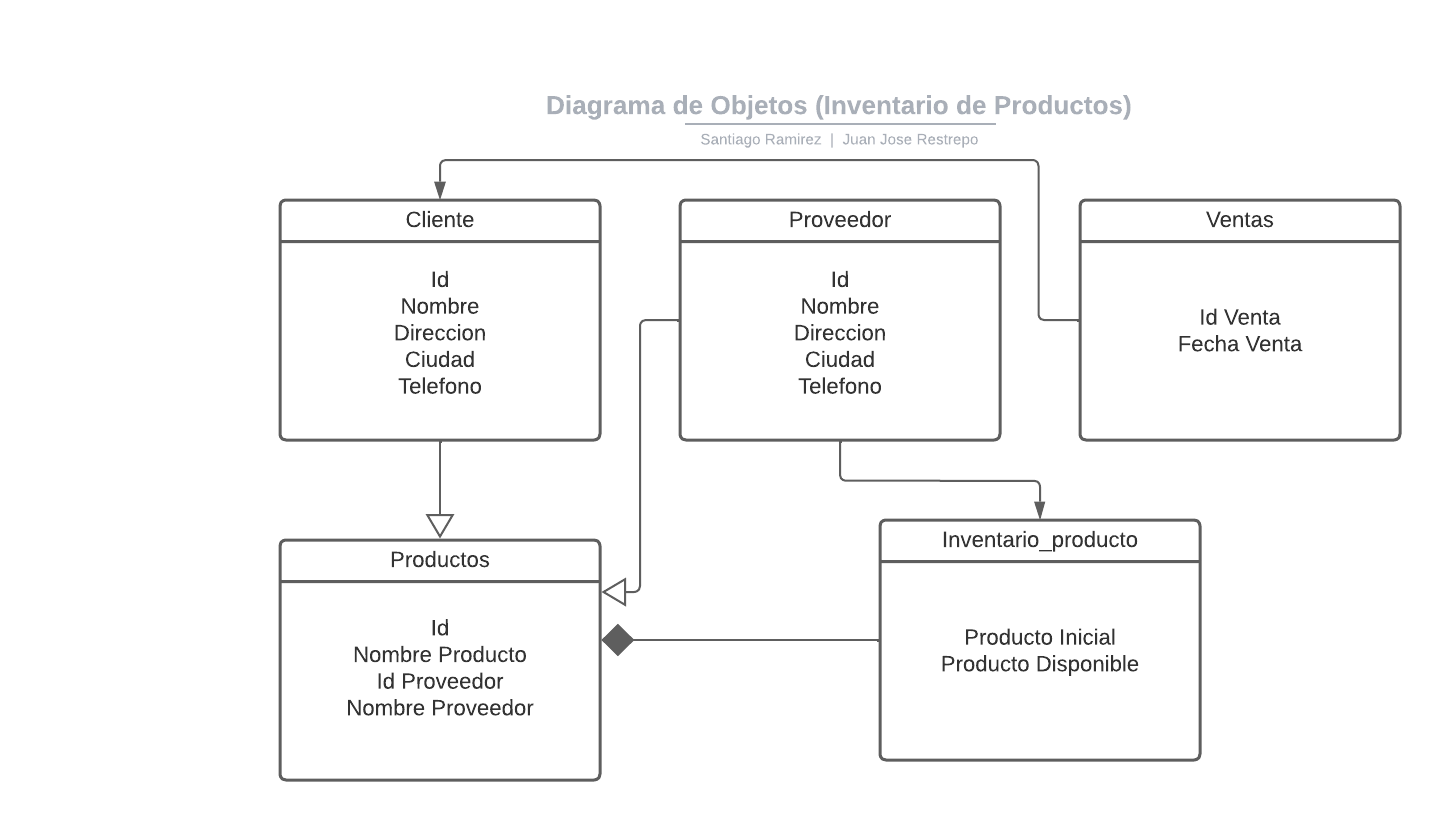 Diagrama de Objetos (Inventario de Productos)
Santiago Ramirez | Juan Jose Restrepo
Cliente
Id
Nombre
Direccion
Ciudad
Telefono
Proveedor
Id
Nombre
Direccion
Ciudad
Telefono
Ventas
Id Venta
Fecha Venta
Productos
Id
Nombre Producto
Id Proveedor
Nombre Proveedor
Inventario_producto
Producto Inicial
Producto Disponible